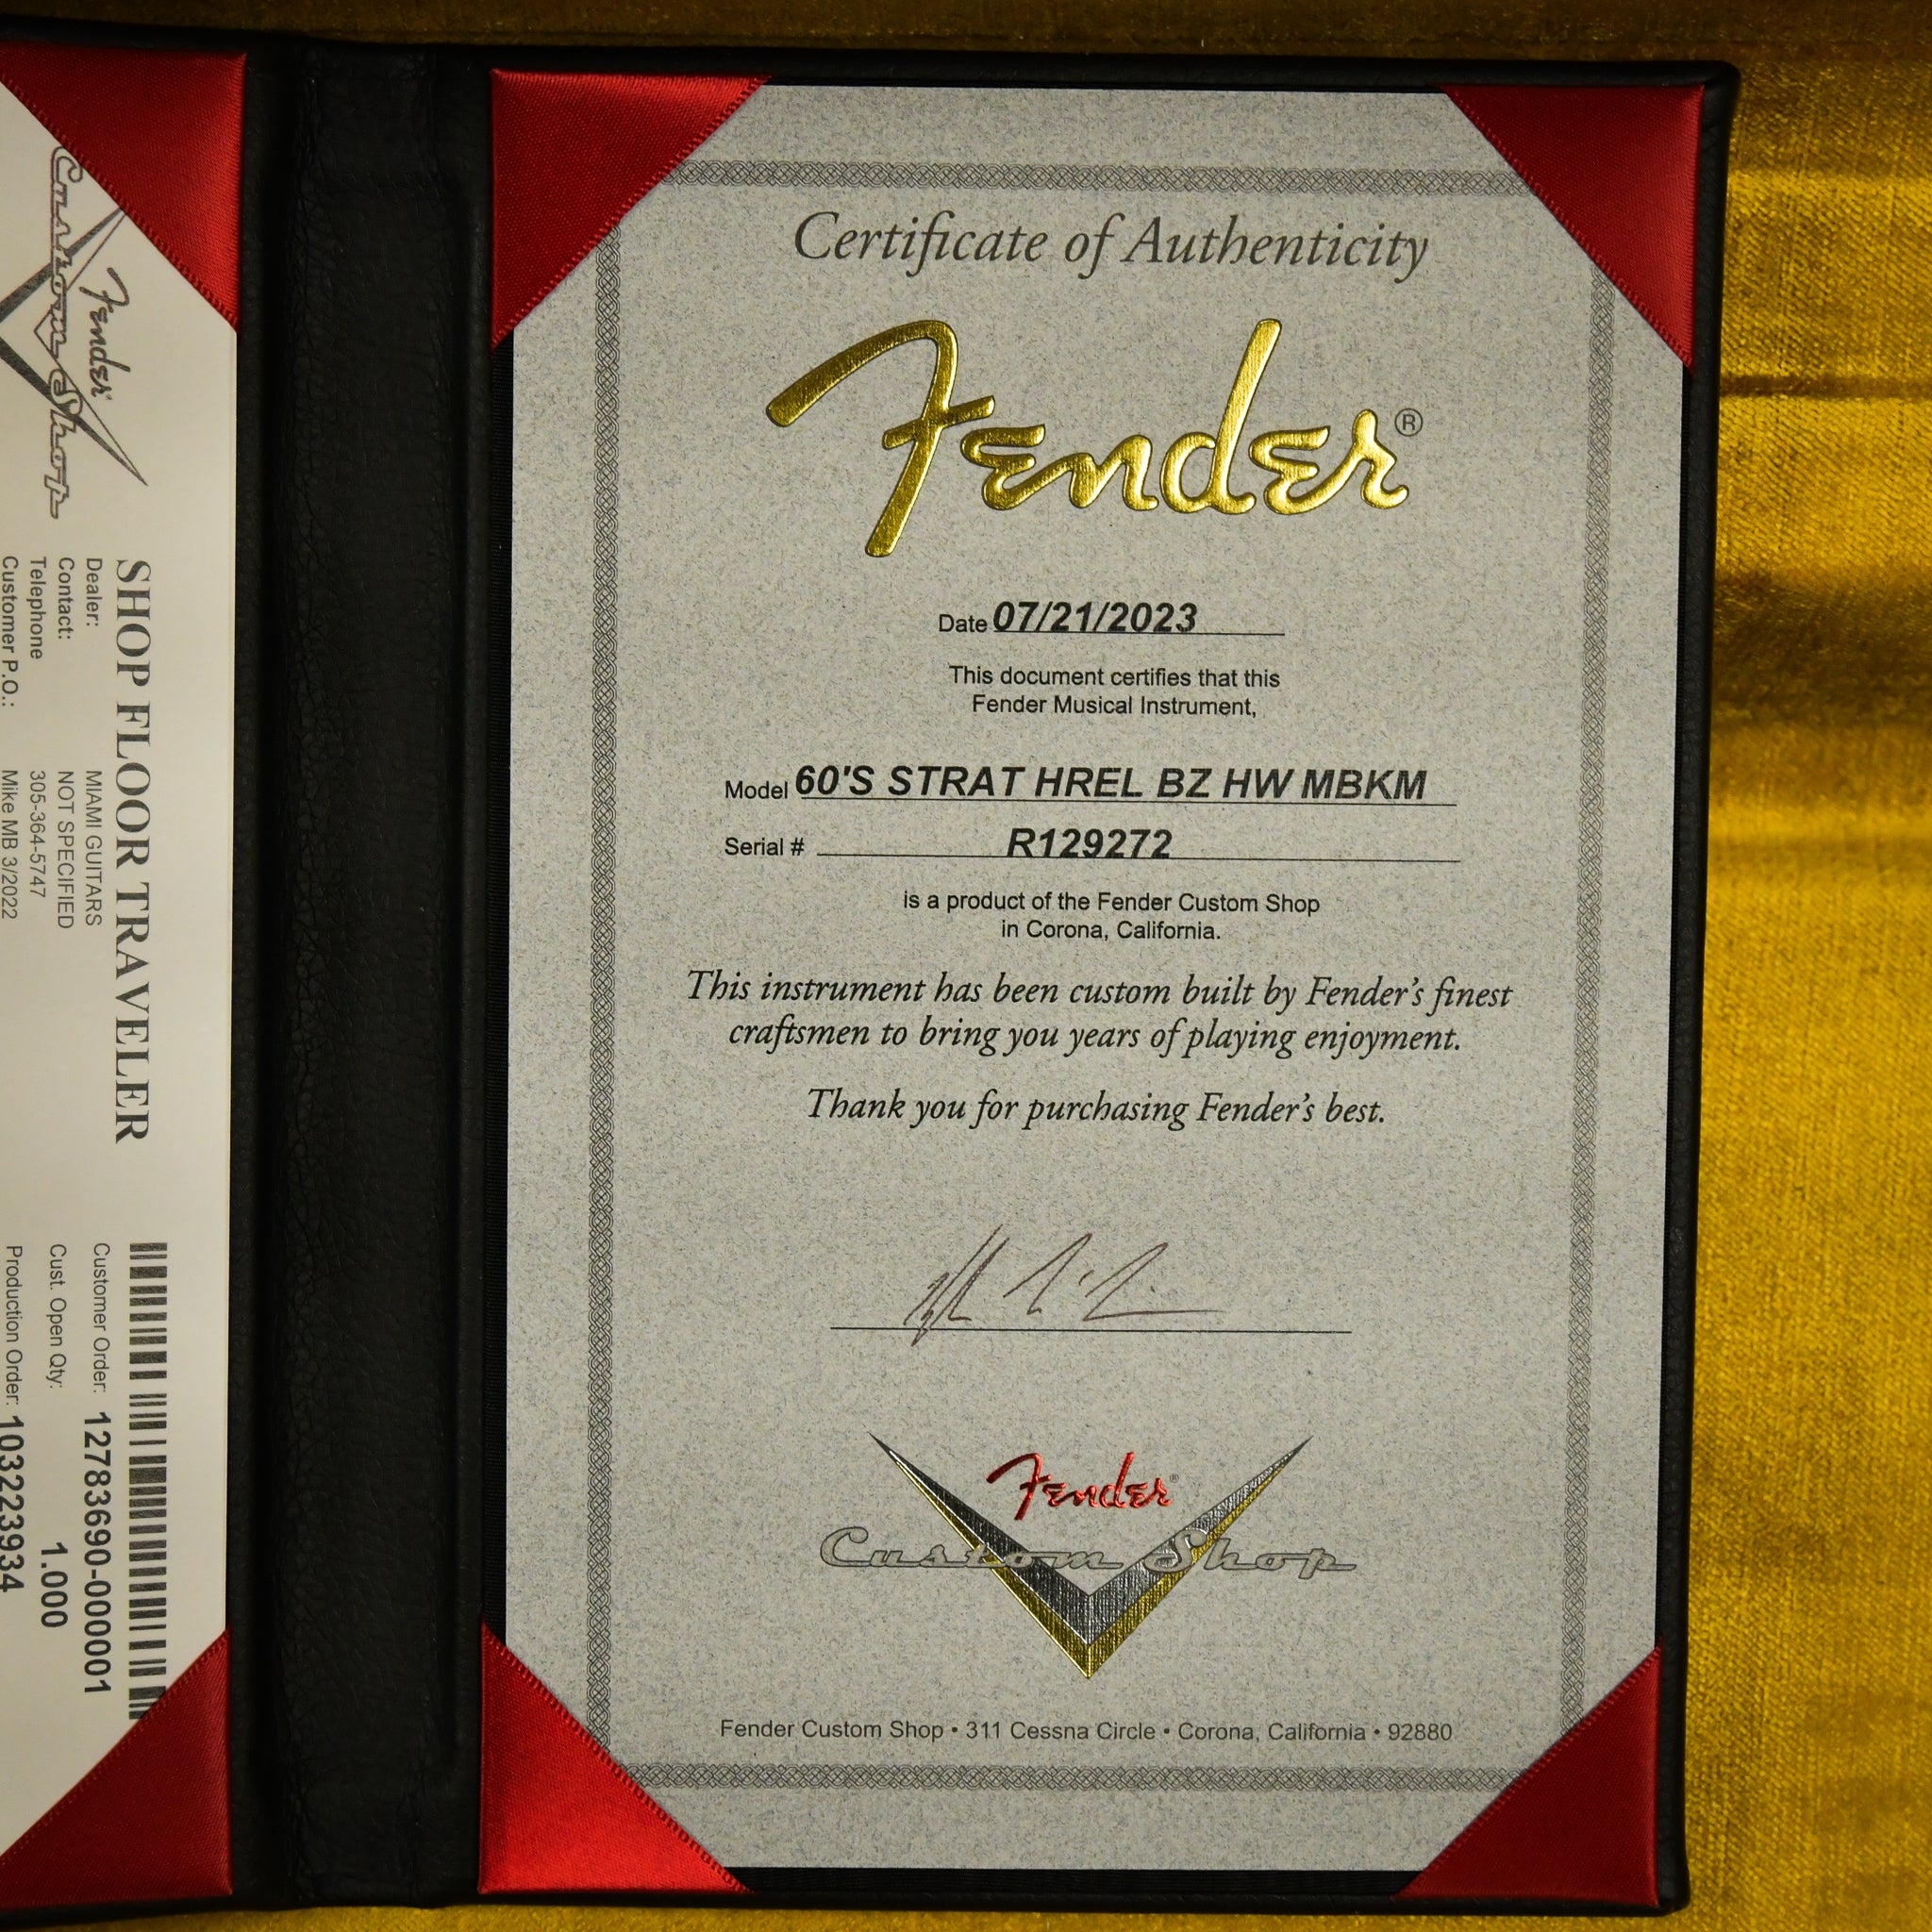 Fender
Custom Shop
SHOP FLOOR TRAVELER
Dealer: MIAMI GUITARS
Contact: NOT SPECIFIED
Telephone 305-364-5747
Customer P.O.: Mike MB 3/2022
Customer Order: 12783690-000001
Cust. Open Qty: 1.000
Production Order: 103223934
Certificate of Authenticity
Fender®
Date 07/21/2023
This document certifies that this
Fender Musical Instrument,
Model 60'S STRAT HREL BZ HW MBKM
Serial # R129272
is a product of the Fender Custom Shop
in Corona, California.
This instrument has been custom built by Fender's finest
craftsmen to bring you years of playing enjoyment.
Thank you for purchasing Fender's best.
Fender®
Custom Shop
Fender Custom Shop • 311 Cessna Circle • Corona, California • 92880